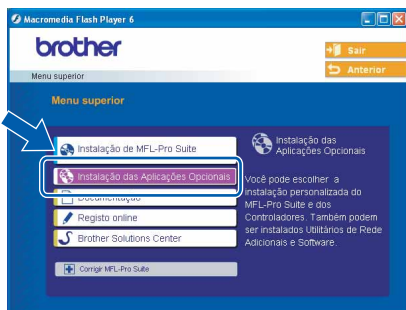 Macromedia Flash Player 6
brother
Sair
Anterior
Menu superior
Menu superior
Instalação de MFL-Pro Suite
Instalação das Aplicações Opcionais
Documentação
Registo online
Brother Solutions Center
Corrigir MFL-Pro Suite
Instalação das
Aplicações Opcionais
Você pode escolher a
instalação personalizada do
MFL-Pro Suite e dos
Controladores. Também podem
ser instalados Utilitários de Rede
Adicionais e Software.